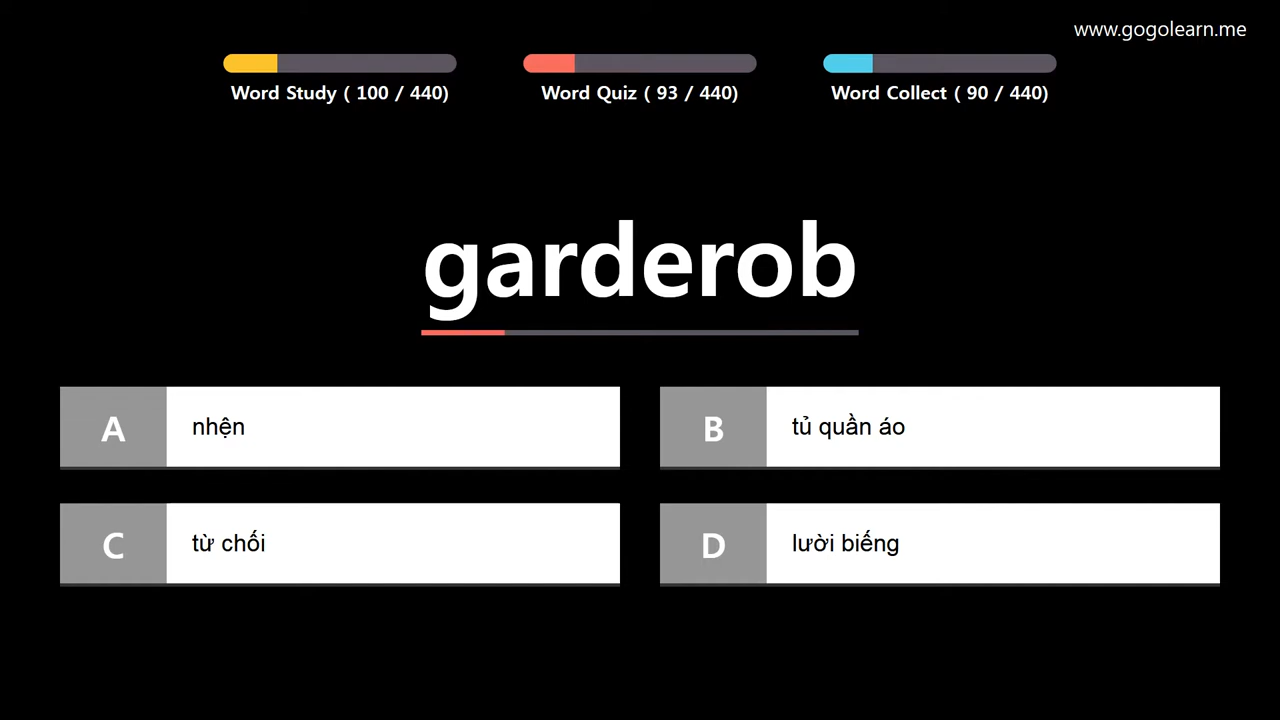 www.gogolearn.me
Word Study ( 100 / 440)
Word Quiz ( 93 / 440)
Word Collect ( 90 / 440)
garderob
A nhện
B tủ quần áo
C từ chối
D lười biếng